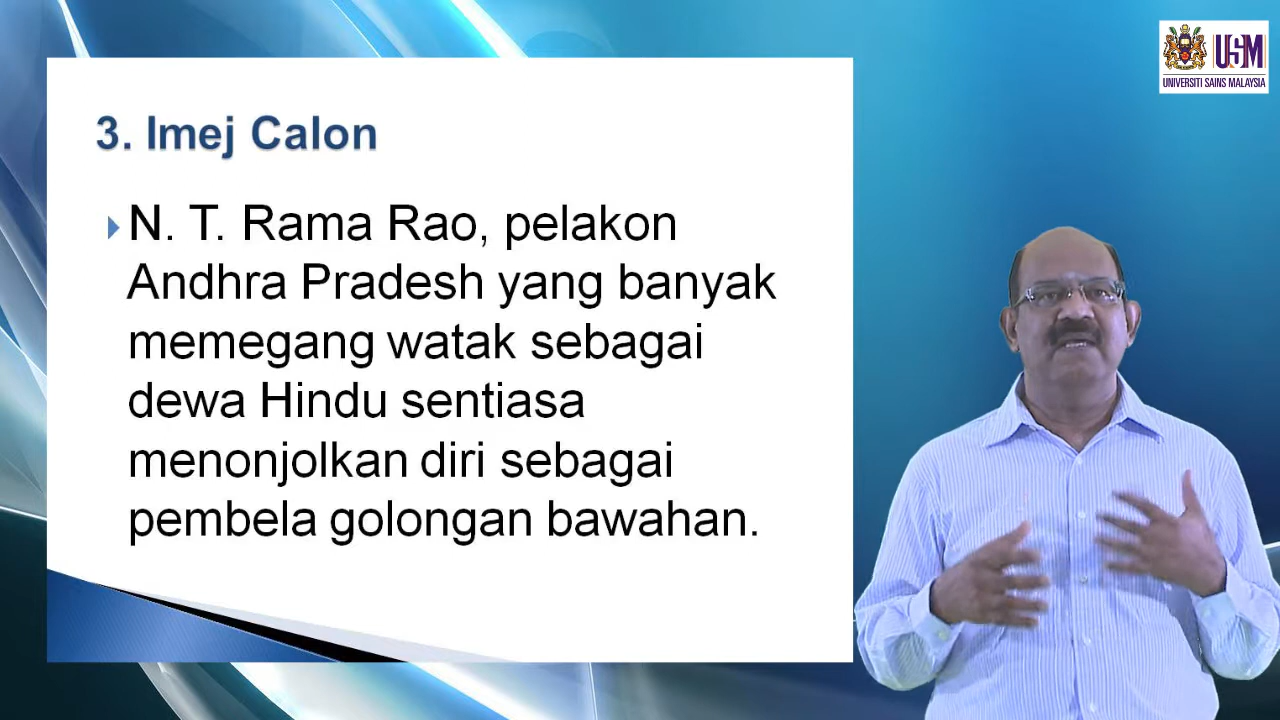 3. Imej Calon
N. T. Rama Rao, pelakon
Andhra Pradesh yang banyak
memegang watak sebagai
dewa Hindu sentiasa
menonjolkan diri sebagai
pembela golongan bawahan.
USM
UNIVERSITI SAINS MALAYSIA